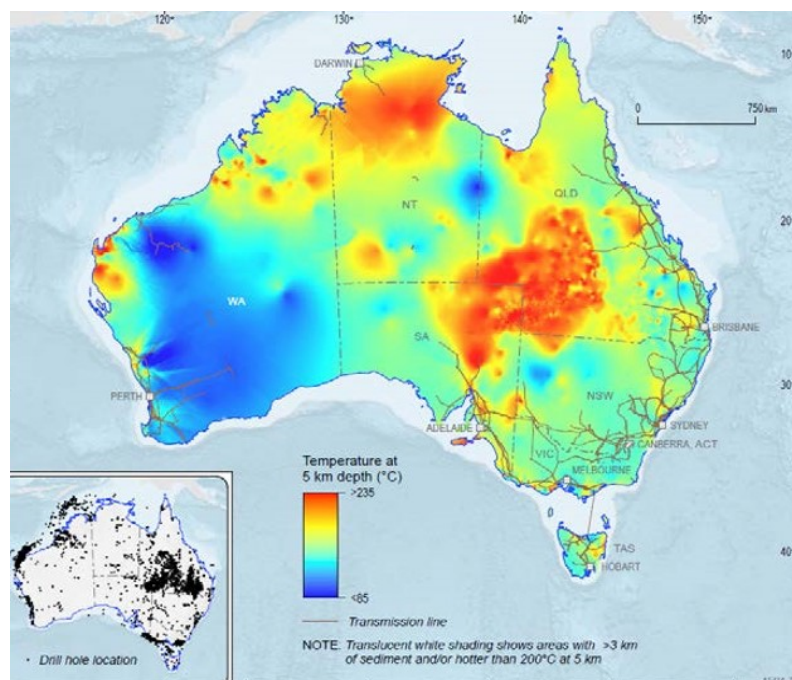 120°
130°
140°
150°
10°
20°
30°
40°
DARWIN
0
750 km
NT
QLD
WA
SA
BRISBANE
PERTH
NSW
ADELAIDE
SYDNEY
CANBERRA, ACT
VIC
MELBOURNE
TAS
HOBART
Temperature at
5 km depth (°C)
>235
<85
Transmission line
NOTE: Translucent white shading shows areas with >3 km
of sediment and/or hotter than 200°C at 5 km
Drill hole location